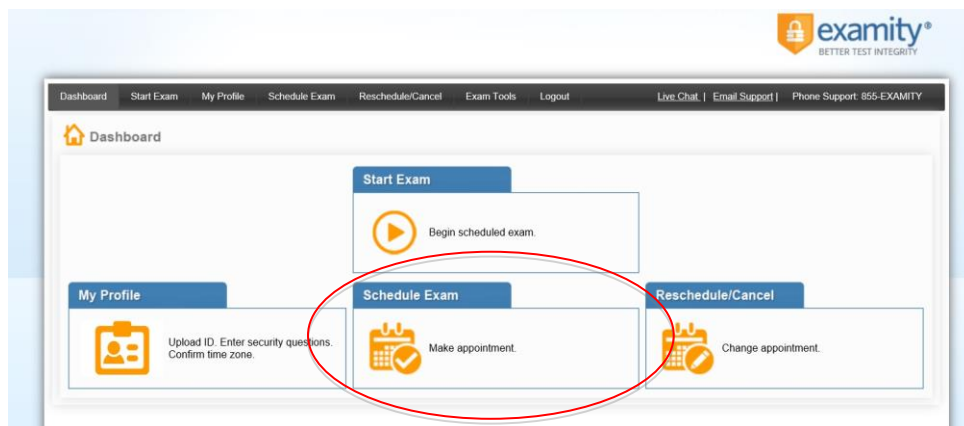 examity®
BETTER TEST INTEGRITY
Dashboard Start Exam My Profile Schedule Exam Reschedule/Cancel Exam Tools Logout Live Chat | Email Support | Phone Support: 855-EXAMITY
Dashboard
Start Exam
Begin scheduled exam.
My Profile
Upload ID. Enter security questions.
Confirm time zone.
Schedule Exam
Make appointment.
Reschedule/Cancel
Change appointment.